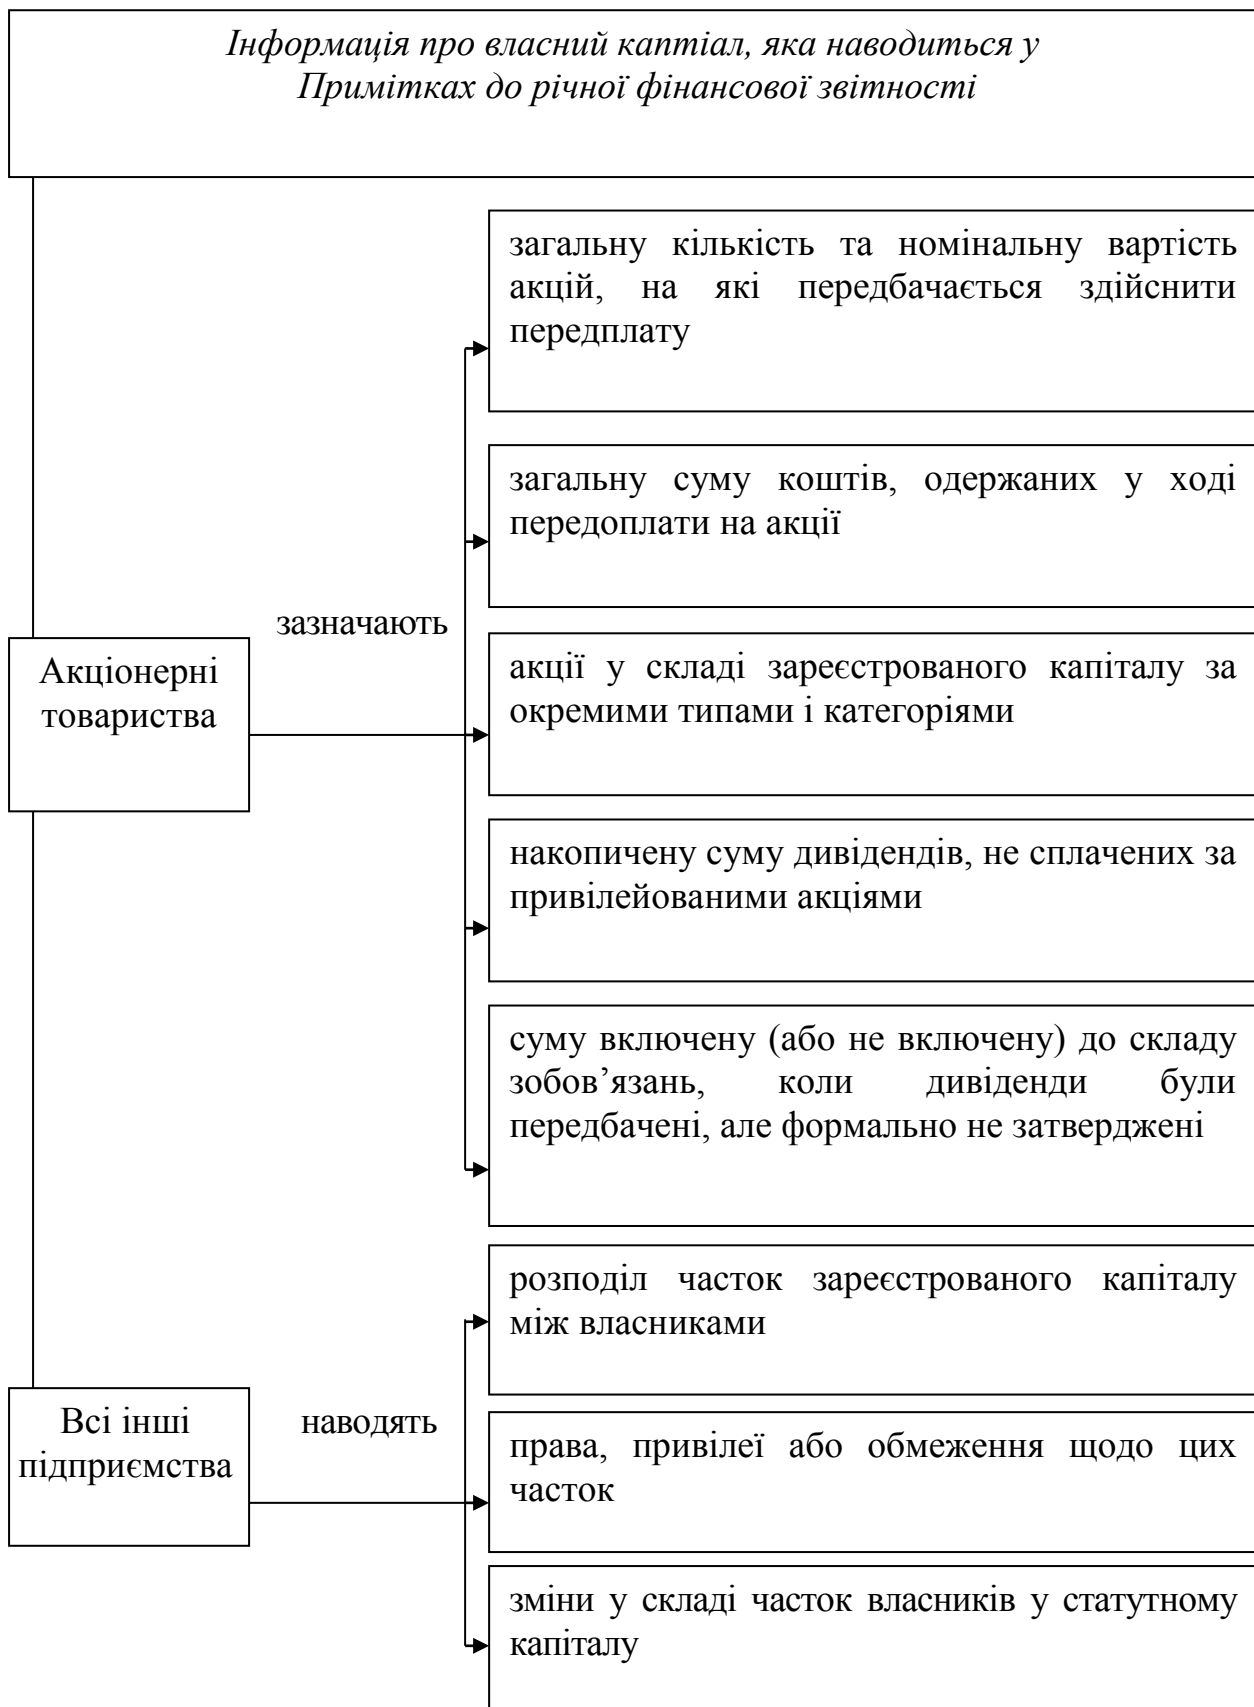 Інформація про власний каптіал, яка наводиться у
Примітках до річної фінансової звітності
загальну кількість та номінальну вартість
акцій, на які передбачається здійснити
передплату
загальну суму коштів, одержаних у ході
передоплати на акції
зазначають
Акціонерні
товариства
акції у складі зареєстрованого капіталу за
окремими типами і категоріями
накопичену суму дивідендів, не сплачених за
привілейованими акціями
суму включену (або не включену) до складу
зобов’язань, коли дивіденди були
передбачені, але формально не затверджені
розподіл часток зареєстрованого капіталу
між власниками
Всі інші
підприємства
наводять
права, привілеї або обмеження щодо цих
часток
зміни у складі часток власників у статутному
капіталу